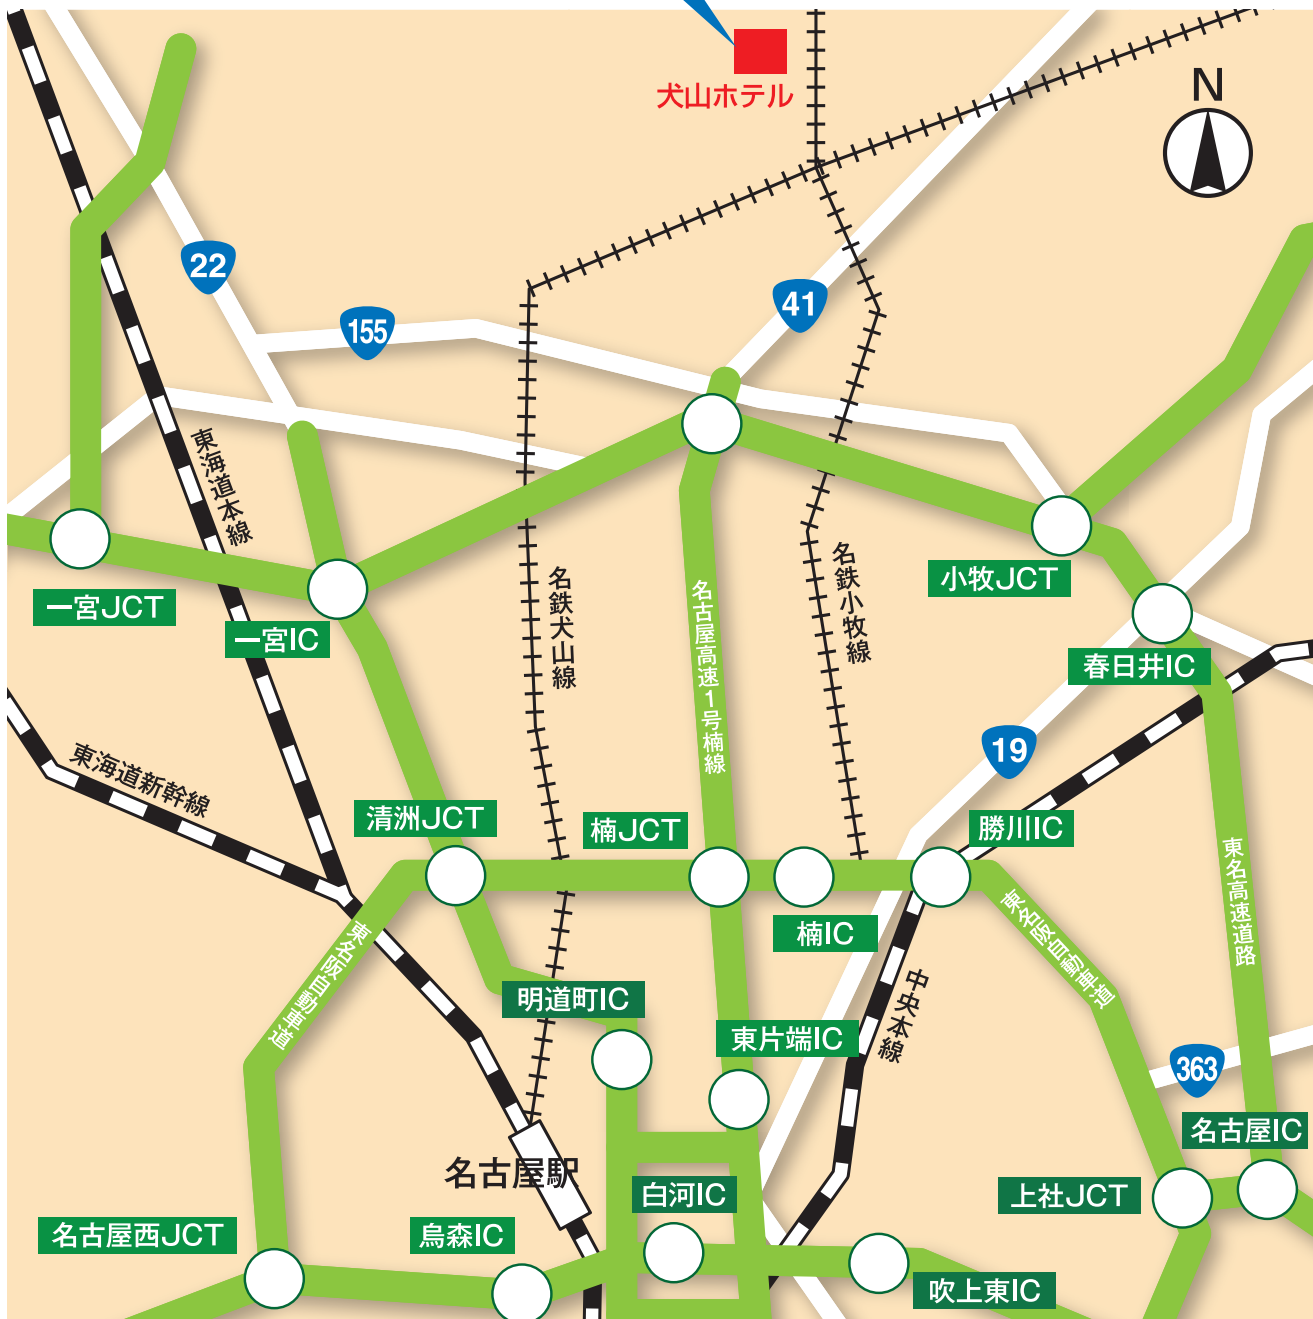 犬山ホテル
N
22
155
41
東海道本線
小牧JCT
一宮JCT
一宮IC
名鉄犬山線
名古屋高速1号楠線
名鉄小牧線
春日井IC
19
東海道新幹線
清洲JCT
楠JCT
勝川IC
楠IC
東名阪自動車道
東名阪自動車道
東名高速道路
明道町IC
東片端IC
中央本線
363
名古屋IC
名古屋駅
白河IC
上社JCT
名古屋西JCT
烏森IC
吹上東IC